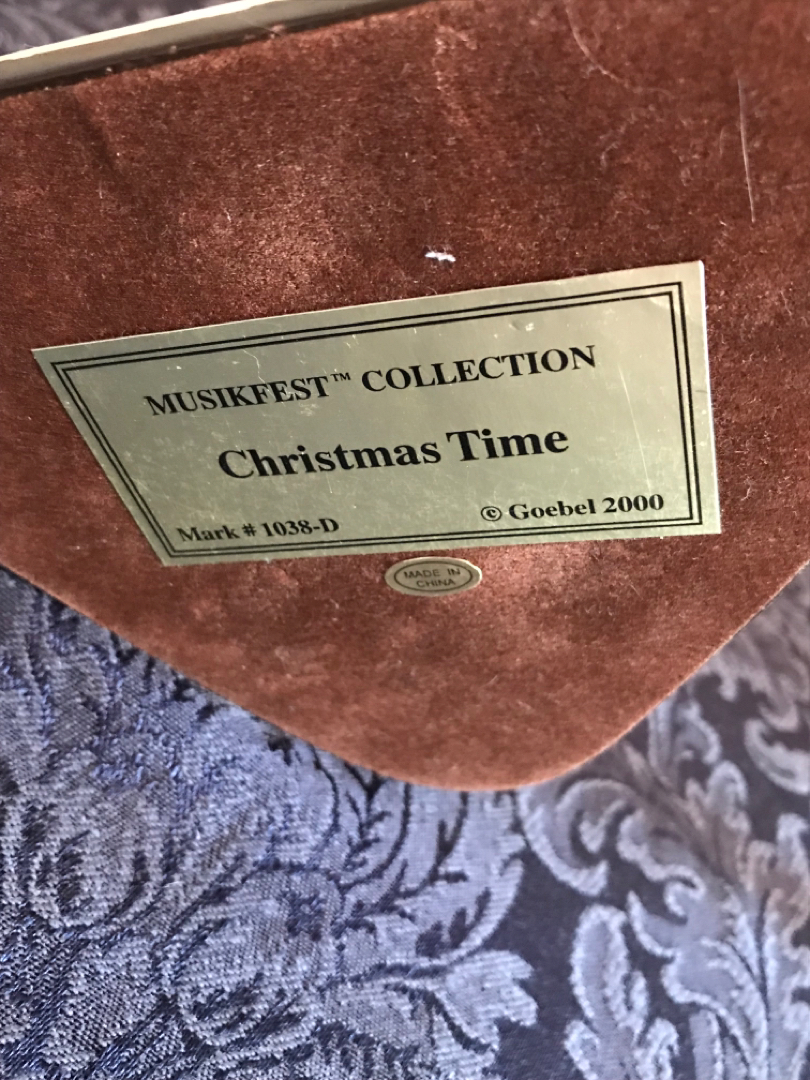 MUSIKFEST™ COLLECTION
Christmas Time
Mark # 1038-D © Goebel 2000
MADE IN
CHINA